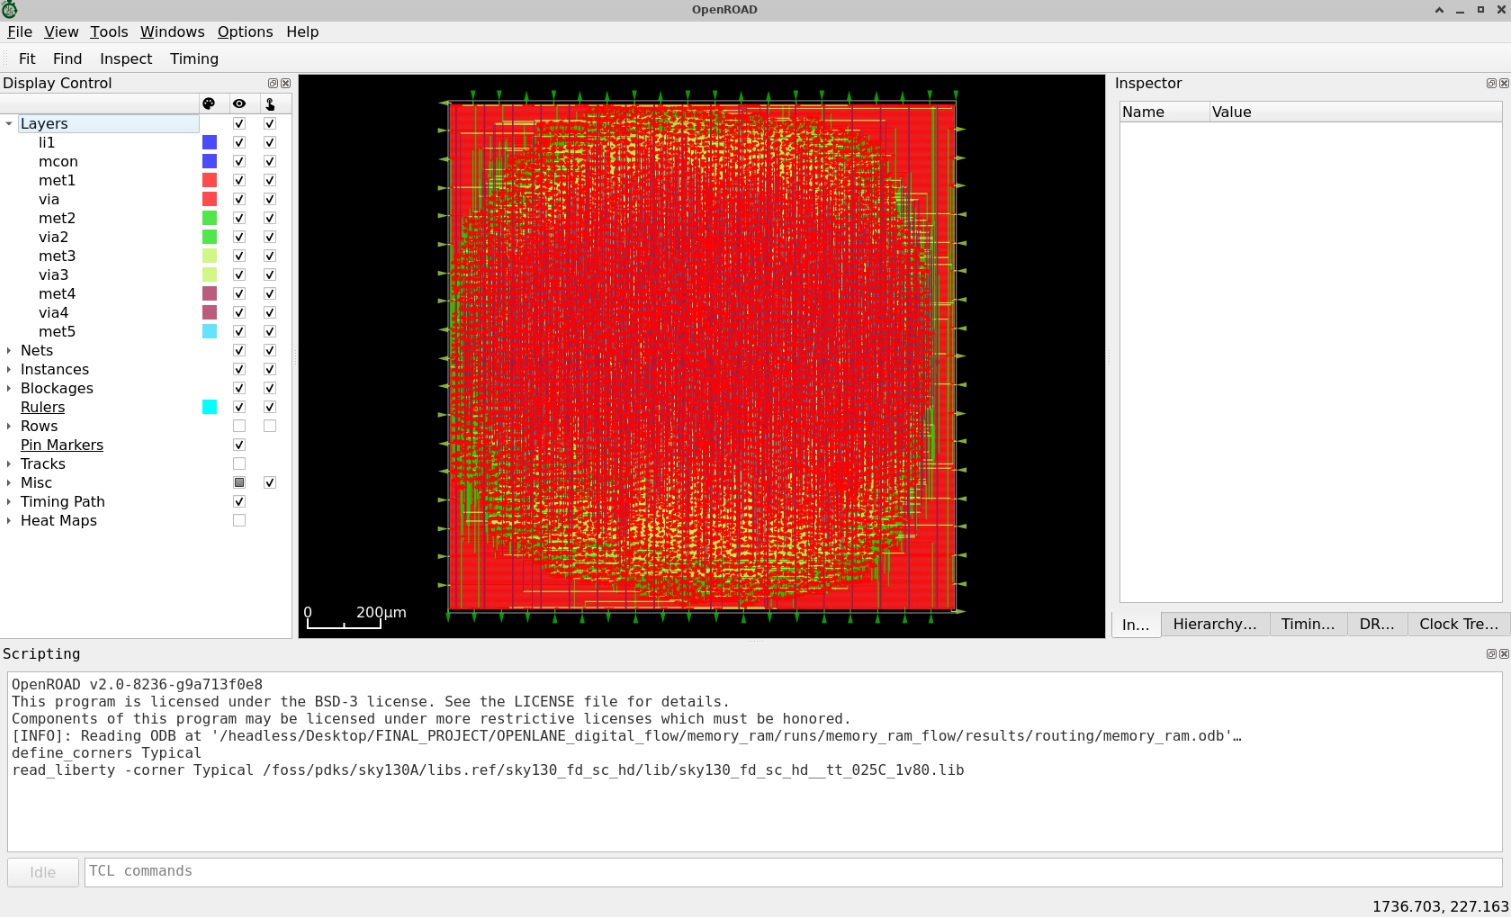 OpenROAD
File View Tools Windows Options Help
Fit Find Inspect Timing
Display Control
Layers
li1
mcon
met1
via
met2
via2
met3
via3
met4
via4
met5
Nets
Instances
Blockages
Rulers
Rows
Pin Markers
Tracks
Misc
Timing Path
Heat Maps
0 200µm
Inspector
Name Value
In... Hierarchy... Timin... DR... Clock Tre...
Scripting
OpenROAD v2.0-8236-g9a713f0e8
This program is licensed under the BSD-3 license. See the LICENSE file for details.
Components of this program may be licensed under more restrictive licenses which must be honored.
[INFO]: Reading ODB at '/headless/Desktop/FINAL_PROJECT/OPENLANE_digital_flow/memory_ram/runs/memory_ram_flow/results/routing/memory_ram.odb'…
define_corners Typical
read_liberty -corner Typical /foss/pdks/sky130A/libs.ref/sky130_fd_sc_hd/lib/sky130_fd_sc_hd__tt_025C_1v80.lib
Idle TCL commands
1736.703, 227.163